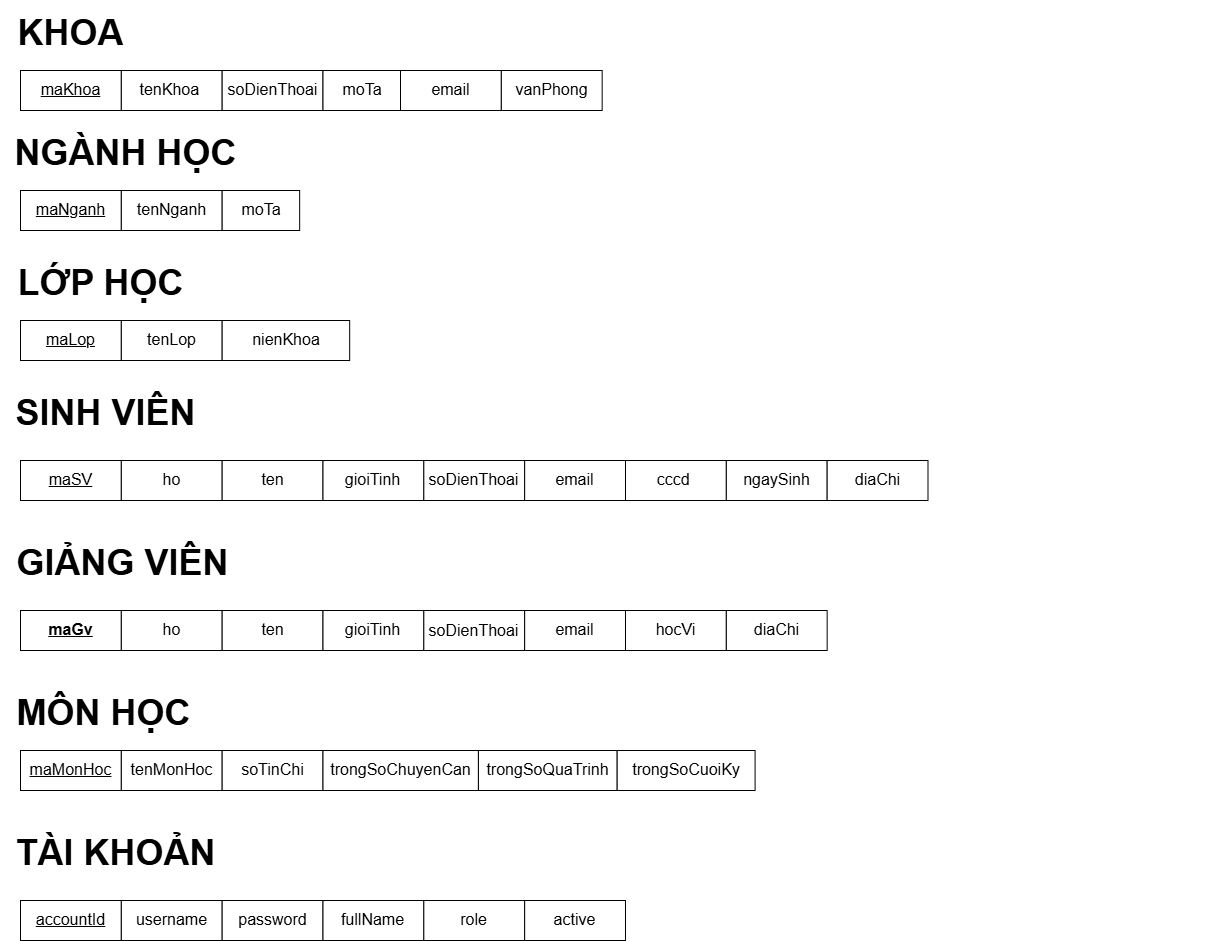 KHOA
maKhoa tenKhoa soDienThoai moTa email vanPhong
NGÀNH HỌC
maNganh tenNganh moTa
LỚP HỌC
maLop tenLop nienKhoa
SINH VIÊN
maSV ho ten gioiTinh soDienThoai email cccd ngaySinh diaChi
GIẢNG VIÊN
maGv ho ten gioiTinh soDienThoai email hocVi diaChi
MÔN HỌC
maMonHoc tenMonHoc soTinChi trongSoChuyenCan trongSoQuaTrinh trongSoCuoiKy
TÀI KHOẢN
accountId username password fullName role active